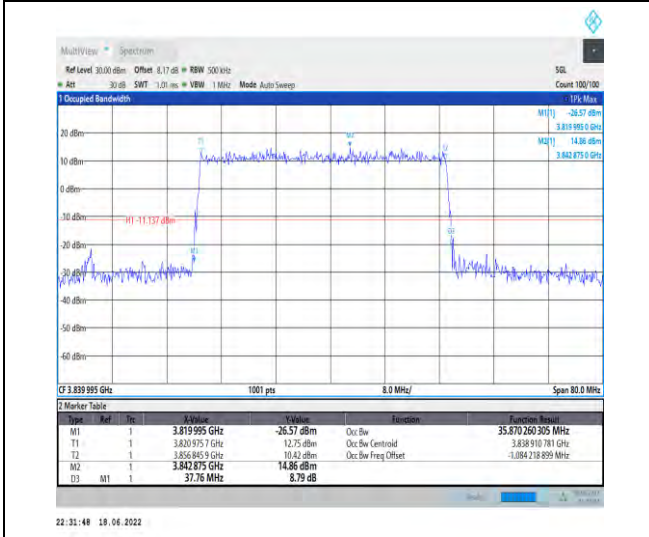 MultiView Spectrum
Ref Level 30.00 dBm Offset 8.17 dB RBW 500 kHz SGL
Att 30 dB SWT 1.01 ms VBW 1 MHz Mode Auto Sweep Count 100/100
1 Occupied Bandwidth 1Pk Max
M1[1] -26.57 dBm
3.819 995 0 GHz
M2[1] 14.86 dBm
3.842 875 0 GHz
20 dBm
T1 M2 T2
10 dBm
0 dBm
-10 dBm
H1 -11.137 dBm
-20 dBm
M1 D3
-30 dBm
-40 dBm
-50 dBm
-60 dBm
CF 3.839 995 GHz 1001 pts 8.0 MHz/ Span 80.0 MHz
2 Marker Table
Type Ref Trc X-Value Y-Value Function Function Result
M1 1 3.819 995 GHz -26.57 dBm Occ Bw 35.870 260 305 MHz
T1 1 3.820 975 7 GHz 12.75 dBm Occ Bw Centroid 3.838 910 781 GHz
T2 1 3.856 845 9 GHz 10.42 dBm Occ Bw Freq Offset -1.084 218 899 MHz
M2 1 3.842 875 GHz 14.86 dBm
D3 M1 1 37.76 MHz 8.79 dB
22:31:48 18.06.2022